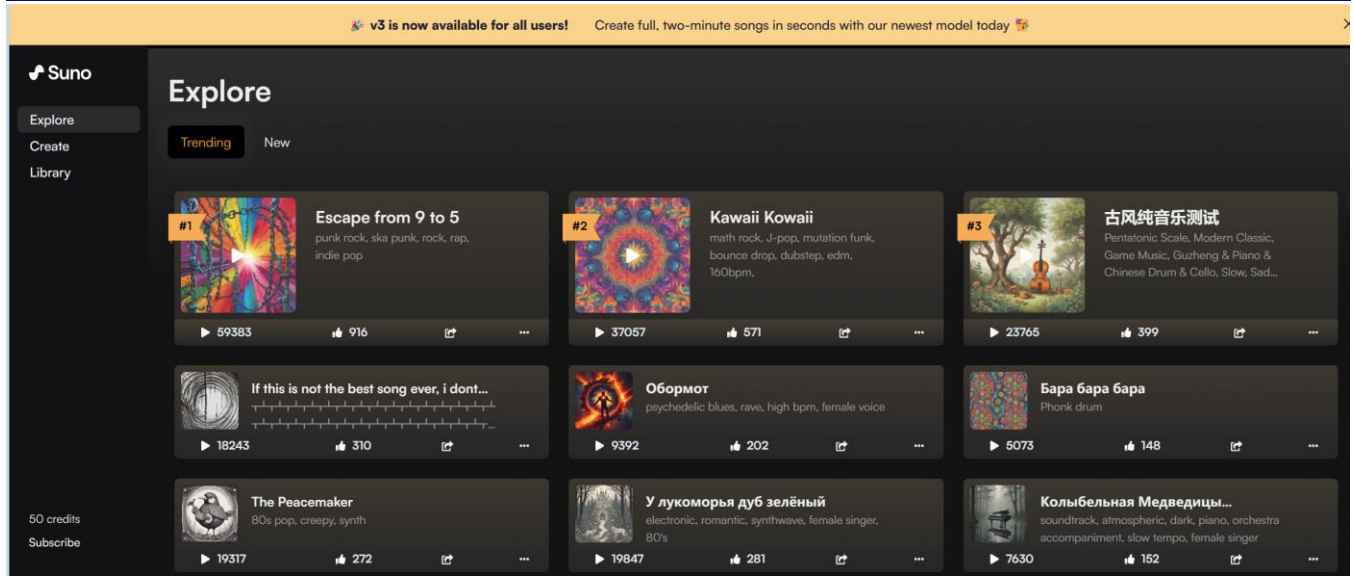 v3 is now available for all users! Create full, two-minute songs in seconds with our newest model today
Suno
Explore
Create
Library
50 credits
Subscribe
Explore
Trending New
#1
Escape from 9 to 5
punk rock, ska punk, rock, rap,
indie pop
59383 916
#2
Kawaii Kowaii
math rock, J-pop, mutation funk,
bounce drop, dubstep, edm,
160bpm,
37057 571
#3
古风纯音乐测试
Pentatonic Scale, Modern Classic,
Game Music, Guzheng & Piano &
Chinese Drum & Cello, Slow, Sad...
23765 399
If this is not the best song ever, i dont...
18243 310
Обормот
psychedelic blues, rave, high bpm, female voice
9392 202
Бара бара бара
Phonk drum
5073 148
The Peacemaker
80s pop, creepy, synth
19317 272
У лукоморья дуб зелёный
electronic, romantic, synthwave, female singer,
80's
19847 281
Колыбельная Медведицы...
soundtrack, atmospheric, dark, piano, orchestra
accompaniment, slow tempo, female singer
7630 152